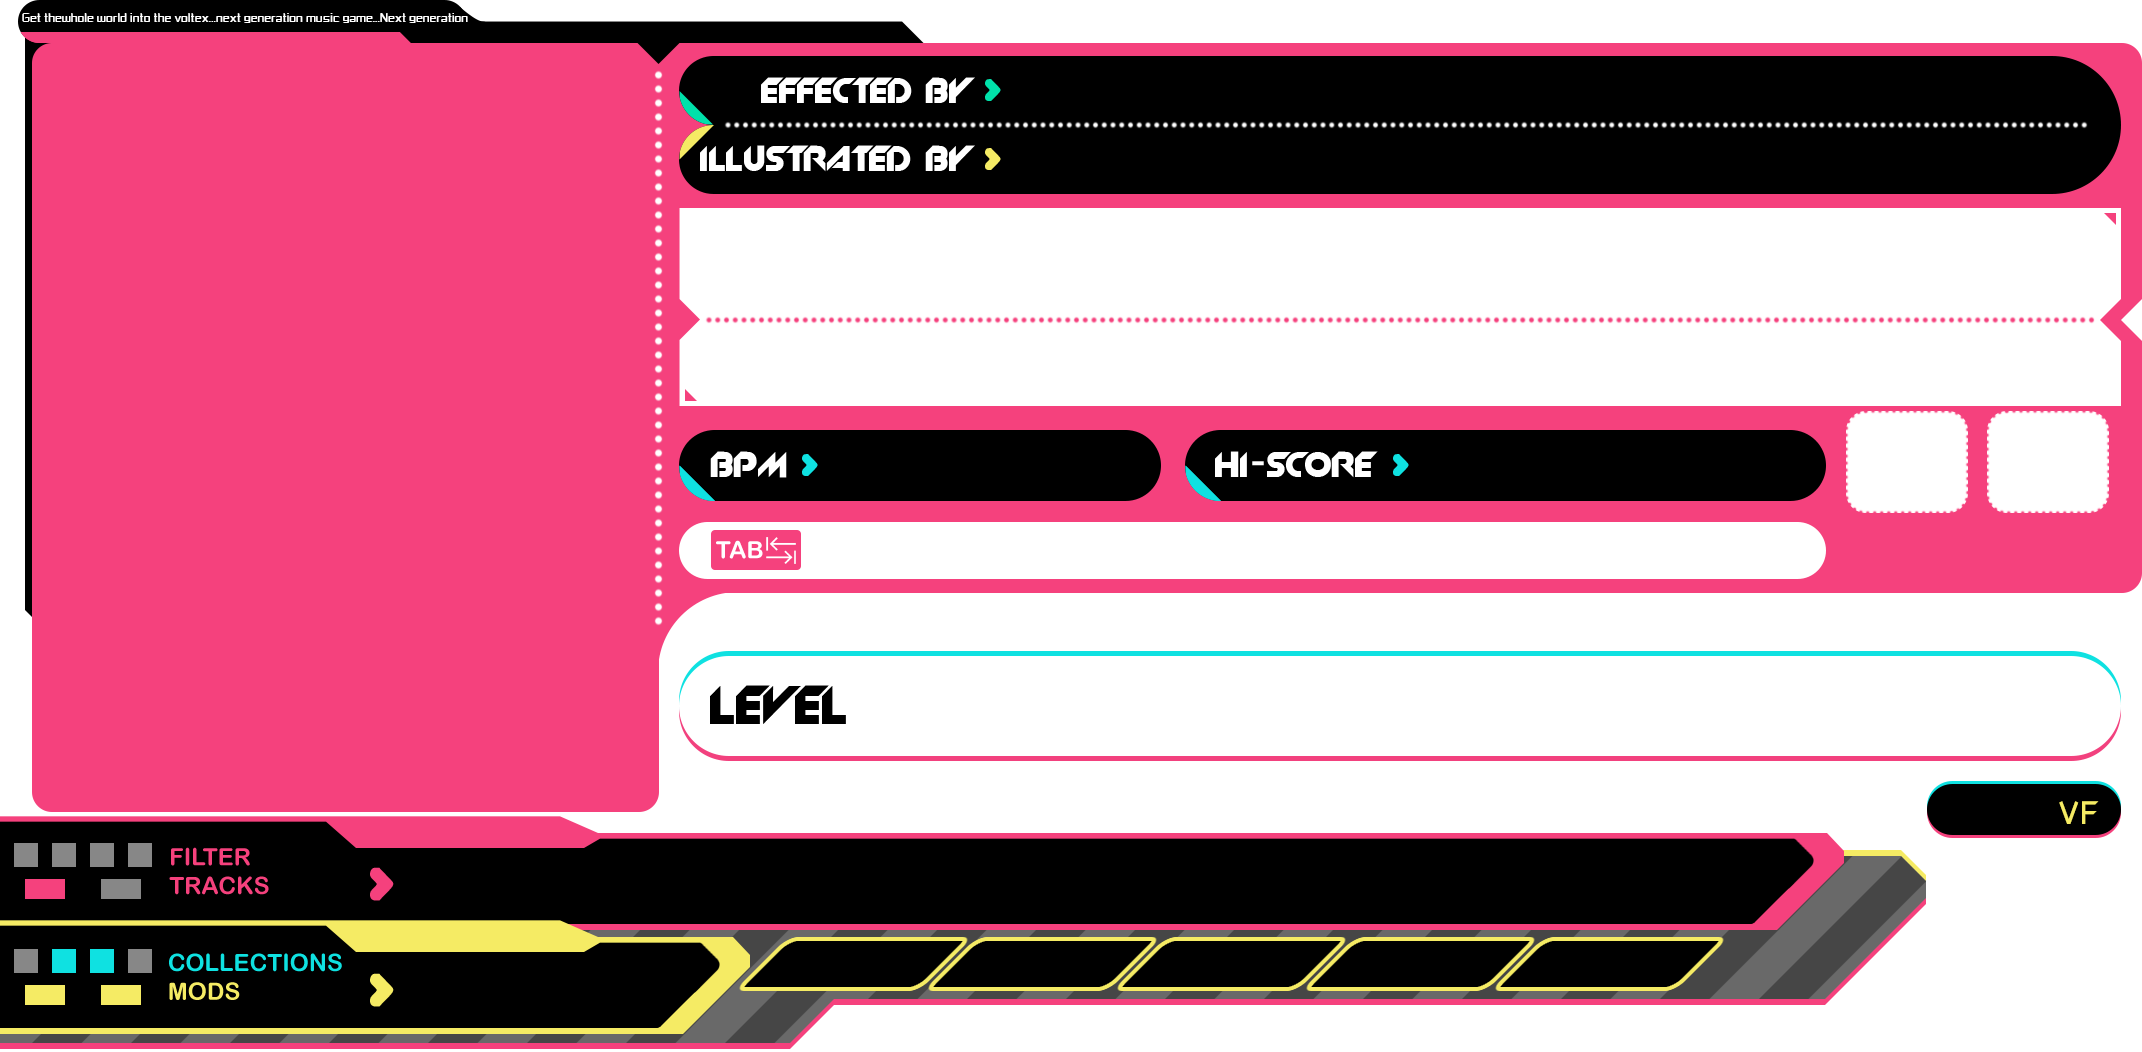 Get thewhole world into the voltex...next generation music game...Next generation
EFFECTED BY
ILLUSTRATED BY
BPM
HI-SCORE
TAB
LEVEL
VF
FILTER
TRACKS
COLLECTIONS
MODS